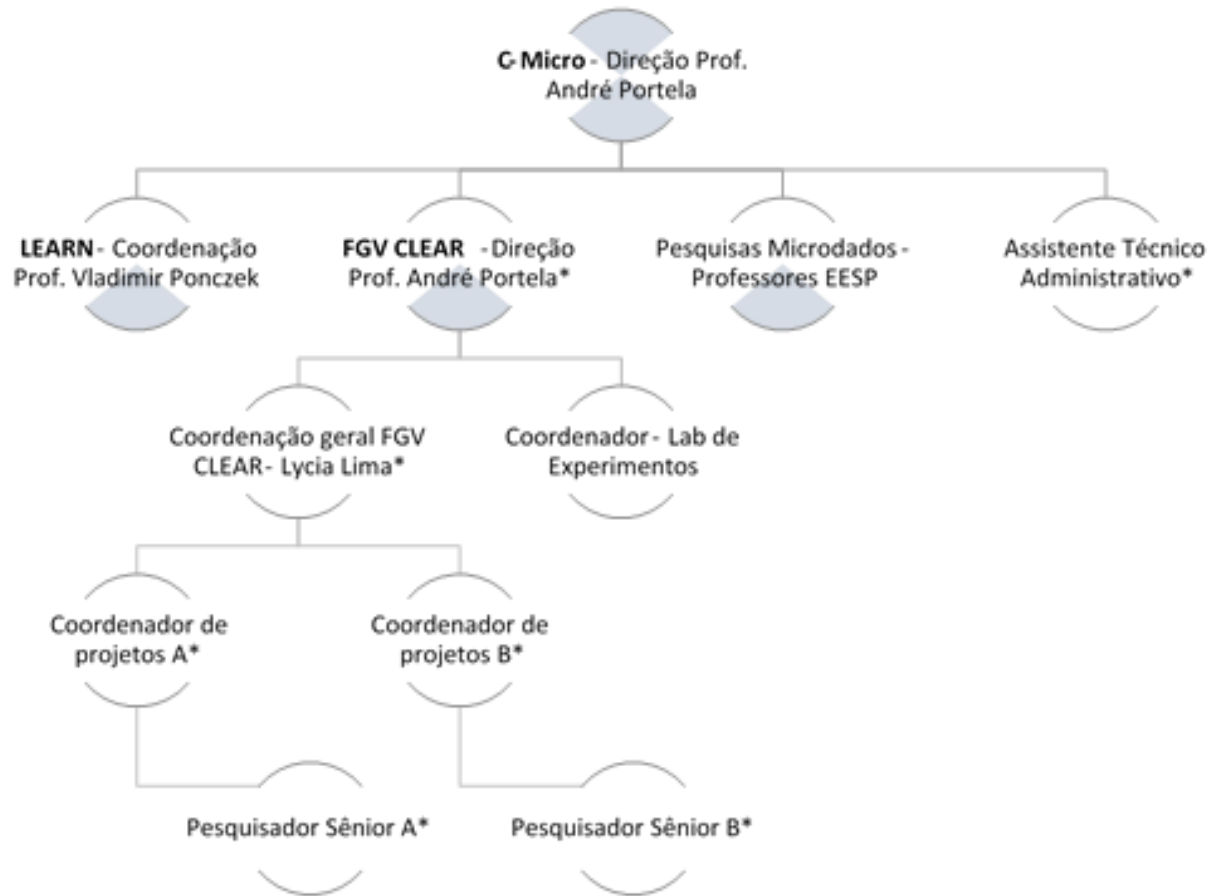 C-Micro - Direção Prof.
André Portela
LEARN - Coordenação
Prof. Vladimir Ponczek
FGV CLEAR - Direção
Prof. André Portela*
Pesquisas Microdados -
Professores EESP
Assistente Técnico
Administrativo*
Coordenação geral FGV
CLEAR- Lycia Lima*
Coordenador - Lab de
Experimentos
Coordenador de
projetos A*
Coordenador de
projetos B*
Pesquisador Sênior A*
Pesquisador Sênior B*